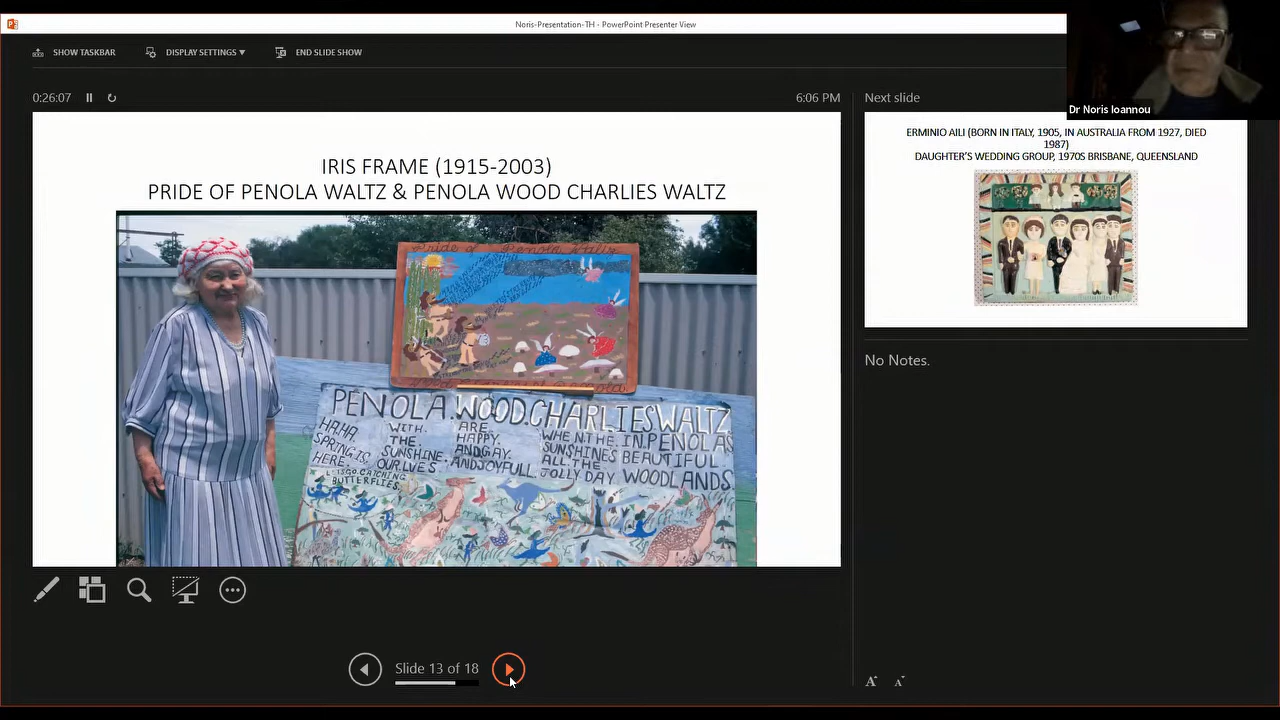 Noris-Presentation-TH - PowerPoint Presenter View
SHOW TASKBAR
DISPLAY SETTINGS ▼
END SLIDE SHOW
Dr Noris Ioannou
0:26:07
6:06 PM
Next slide
IRIS FRAME (1915-2003)
PRIDE OF PENOLA WALTZ & PENOLA WOOD CHARLIES WALTZ
Pride of Penola Waltz
PENOLA.WOOD.CHARLIES WALTZ
HA.HA. WITH. ARE. WHEN.THE. IN.PENOLAS
SPRING.IS. THE. HAPPY. SUNSHINES BEAUTIFUL
HERE. SUNSHINE. AND.GAY. ALL.THE. WOODLANDS.
OUR.LVES. AND.JOYFULL. JOLLY DAY
LETS.GO.CATCHING
BUTTERFLIES.
ERMINIO AILI (BORN IN ITALY, 1905, IN AUSTRALIA FROM 1927, DIED
1987)
DAUGHTER'S WEDDING GROUP, 1970S BRISBANE, QUEENSLAND
No Notes.
Slide 13 of 18
A A